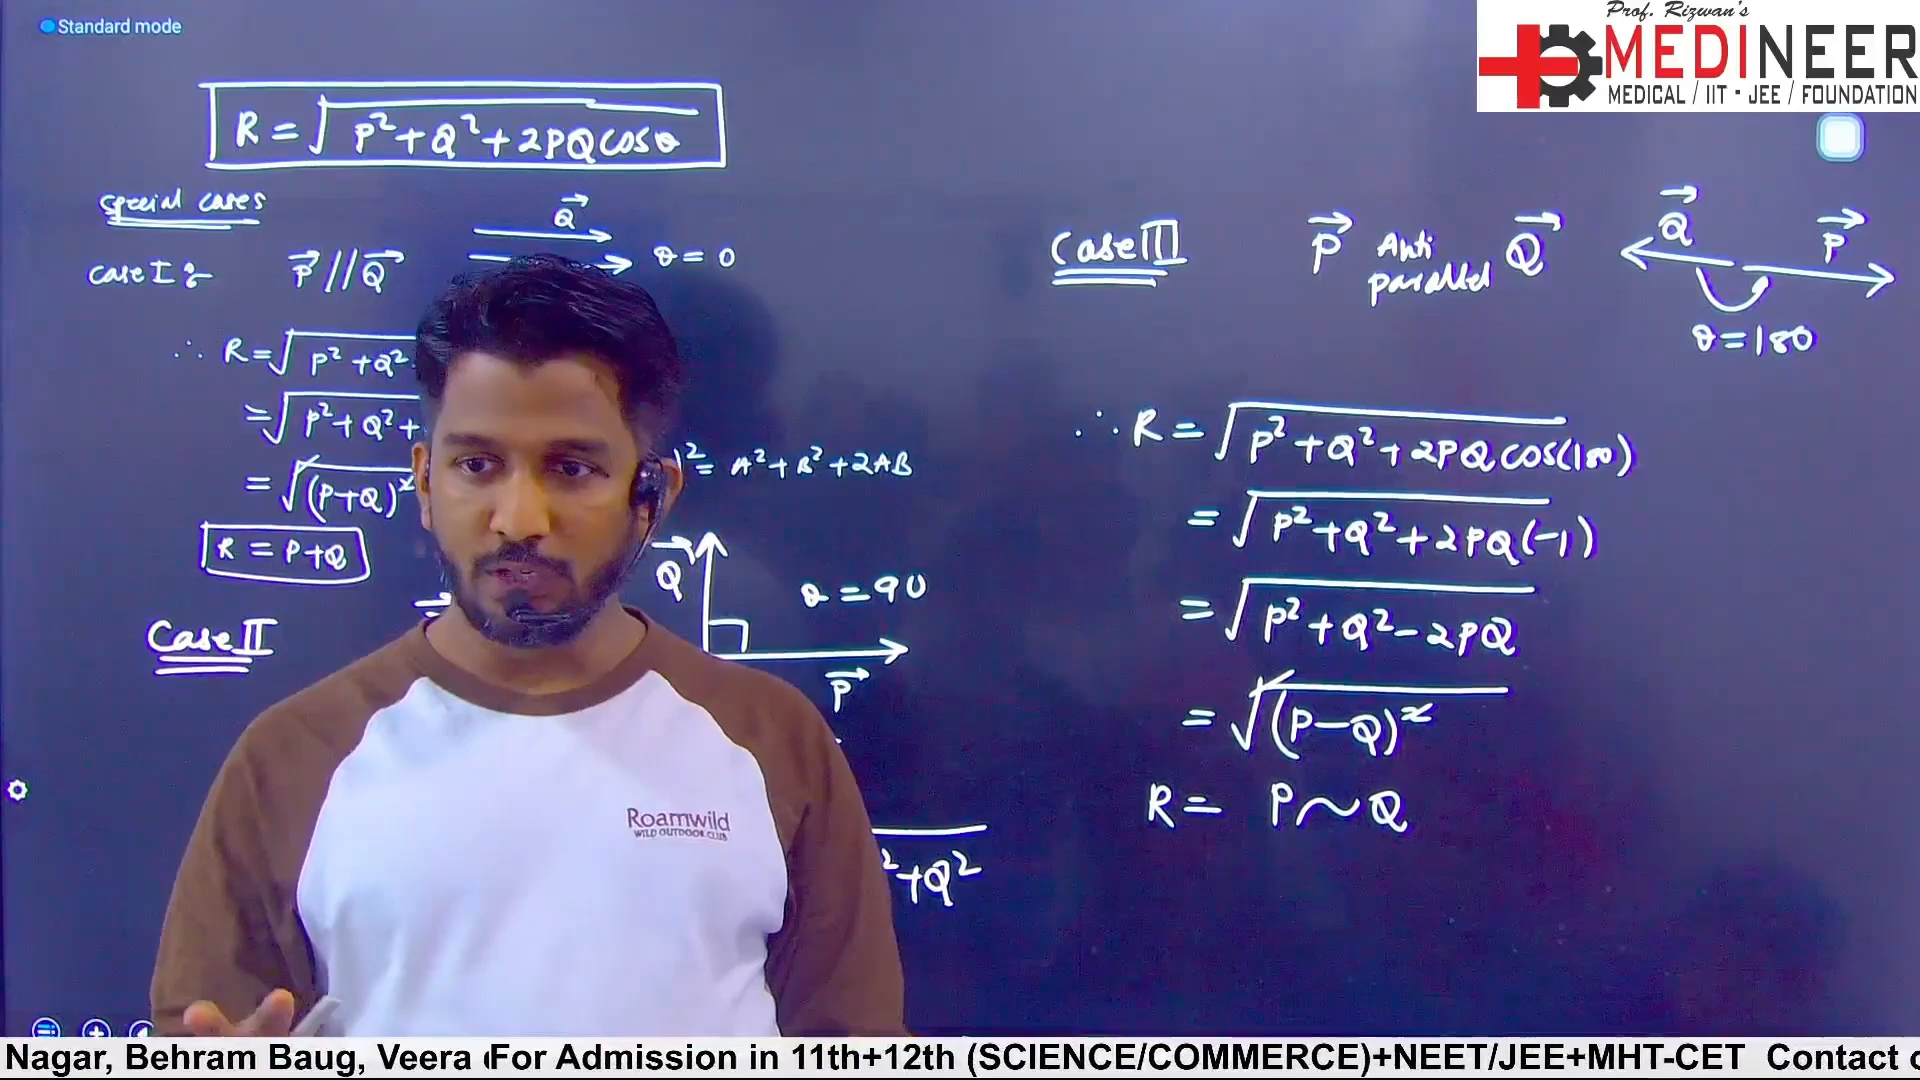 Standard mode
Prof. Rizwan's
MEDINEER
MEDICAL / IIT - JEE / FOUNDATION
R = √P²+Q²+2PQcosθ
special cases
Q⃗
case I :- P⃗ // Q⃗ θ = 0
∴ R = √P²+Q²
= √P²+Q²+
= √(P+Q)²
)² = A²+B²+2AB
R = P+Q
Case II
Q⃗
θ = 90
P⃗
²+Q²
Case III P⃗ Anti parallel Q⃗
Q⃗ P⃗
θ = 180
∴ R = √P²+Q²+2PQcos(180)
= √P²+Q²+2PQ(-1)
= √P²+Q²-2PQ
= √(P-Q)²
R = P~Q
Roamwild
WILD OUTDOOR CLUB
Nagar, Behram Baug, Veera For Admission in 11th+12th (SCIENCE/COMMERCE)+NEET/JEE+MHT-CET Contact